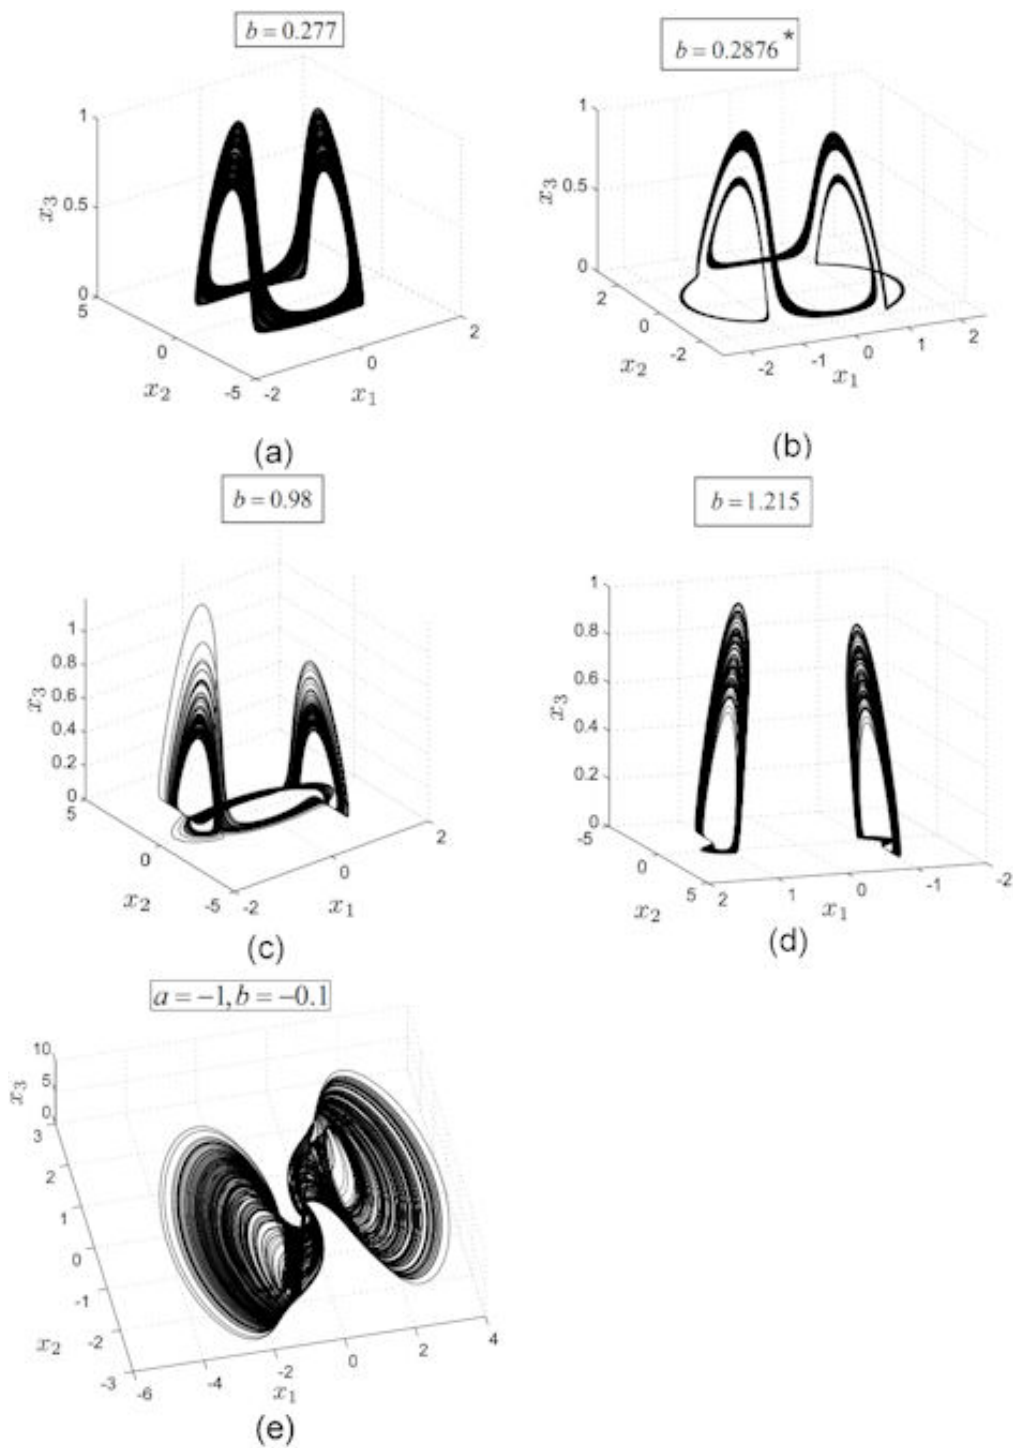 b = 0.277
b = 0.2876*
1
0.5
0
x₃
5
0
-5
x₂
-2
0
2
x₁
1
0.5
0
x₃
2
0
-2
x₂
-2
-1
0
1
2
x₁
(a)
(b)
b = 0.98
b = 1.215
1
0.8
0.6
0.4
0.2
0
x₃
5
0
-5
x₂
-2
0
2
x₁
1
0.8
0.6
0.4
0.2
0
x₃
-5
0
5
x₂
2
1
0
-1
-2
x₁
(c)
(d)
a = −1, b = −0.1
10
5
0
x₃
3
2
1
0
-1
-2
-3
x₂
-6
-4
-2
0
2
4
x₁
(e)